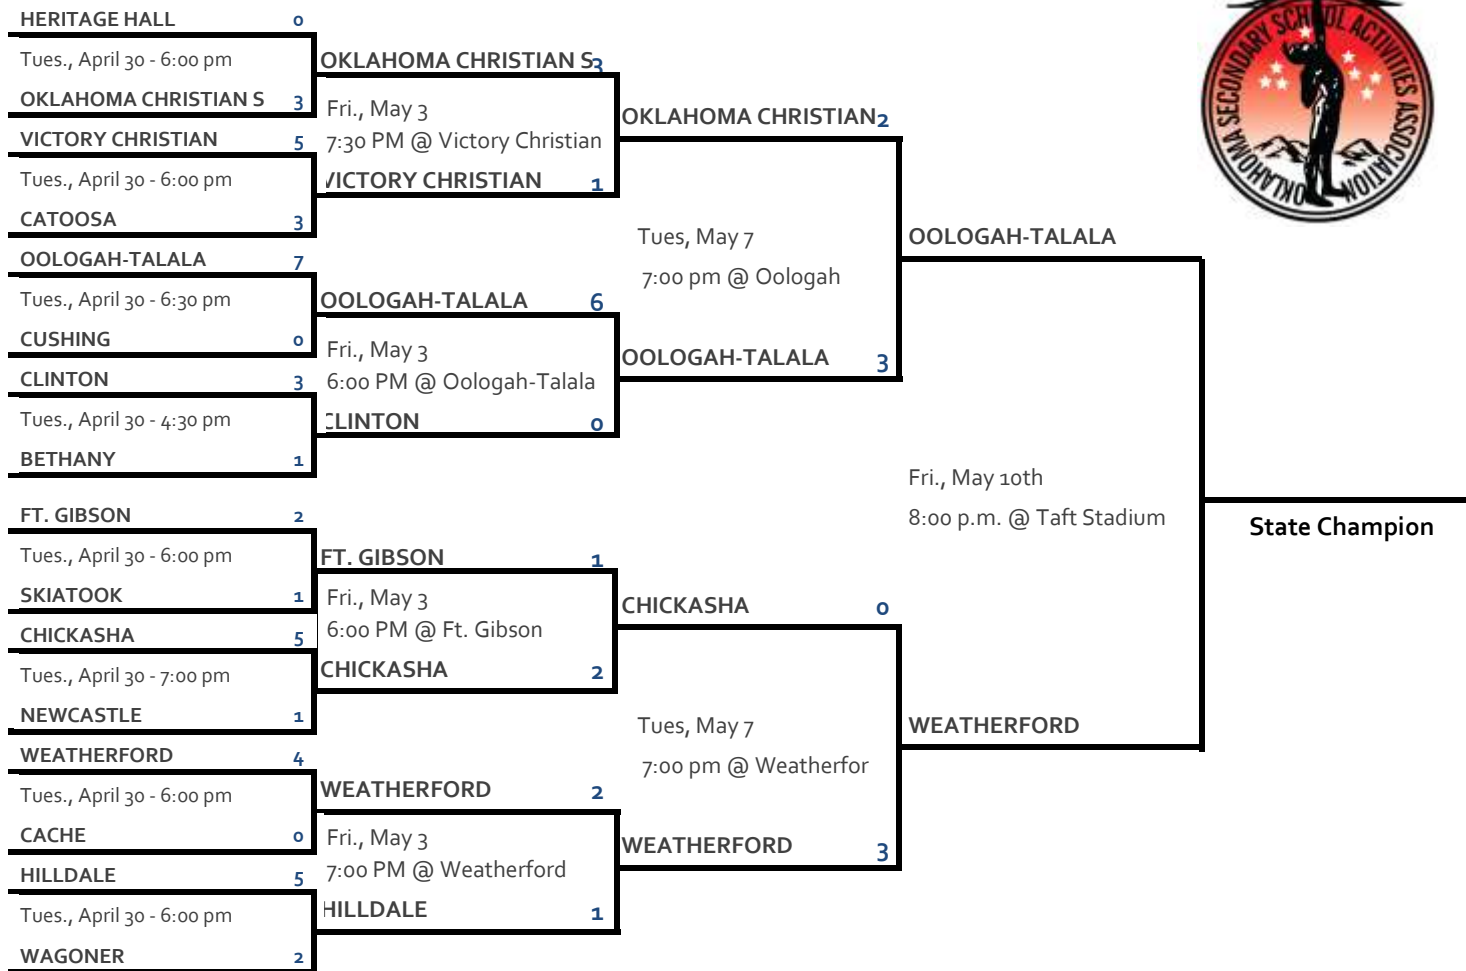 HERITAGE HALL 0
Tues., April 30 - 6:00 pm
OKLAHOMA CHRISTIAN S 3
VICTORY CHRISTIAN 5
Tues., April 30 - 6:00 pm
CATOOSA 3
OOLOGAH-TALALA 7
Tues., April 30 - 6:30 pm
CUSHING 0
CLINTON 3
Tues., April 30 - 4:30 pm
BETHANY 1
FT. GIBSON 2
Tues., April 30 - 6:00 pm
SKIATOOK 1
CHICKASHA 5
Tues., April 30 - 7:00 pm
NEWCASTLE 1
WEATHERFORD 4
Tues., April 30 - 6:00 pm
CACHE 0
HILLDALE 5
Tues., April 30 - 6:00 pm
WAGONER 2
OKLAHOMA CHRISTIAN S 3
Fri., May 3
7:30 PM @ Victory Christian
VICTORY CHRISTIAN 1
OOLOGAH-TALALA 6
Fri., May 3
6:00 PM @ Oologah-Talala
CLINTON 0
FT. GIBSON 1
Fri., May 3
6:00 PM @ Ft. Gibson
CHICKASHA 2
WEATHERFORD 2
Fri., May 3
7:00 PM @ Weatherford
HILLDALE 1
OKLAHOMA CHRISTIAN 2
Tues, May 7
7:00 pm @ Oologah
OOLOGAH-TALALA 3
CHICKASHA 0
Tues, May 7
7:00 pm @ Weatherfor
WEATHERFORD 3
OOLOGAH-TALALA
Fri., May 10th
8:00 p.m. @ Taft Stadium
WEATHERFORD
State Champion
OKLAHOMA SECONDARY SCHOOL ACTIVITIES ASSOCIATION